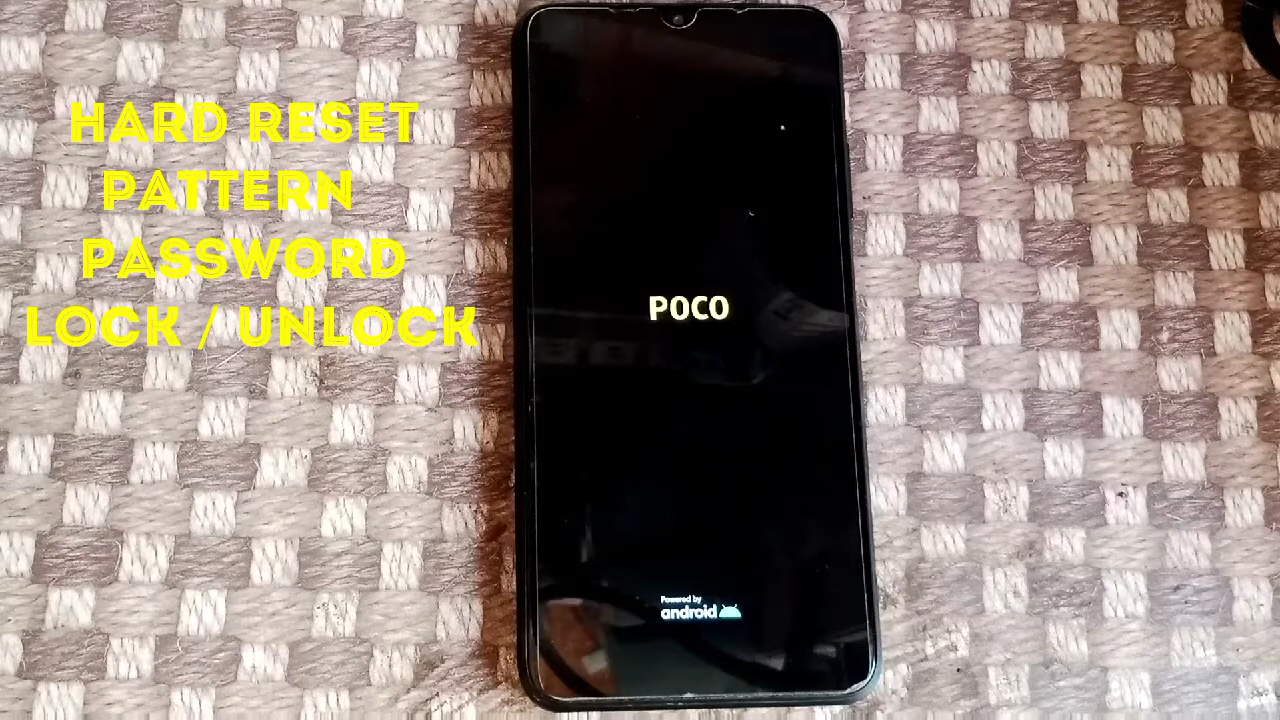 HARD RESET
PATTERN
PASSWORD
LOCK / UNLOCK
POCO
Powered by
android